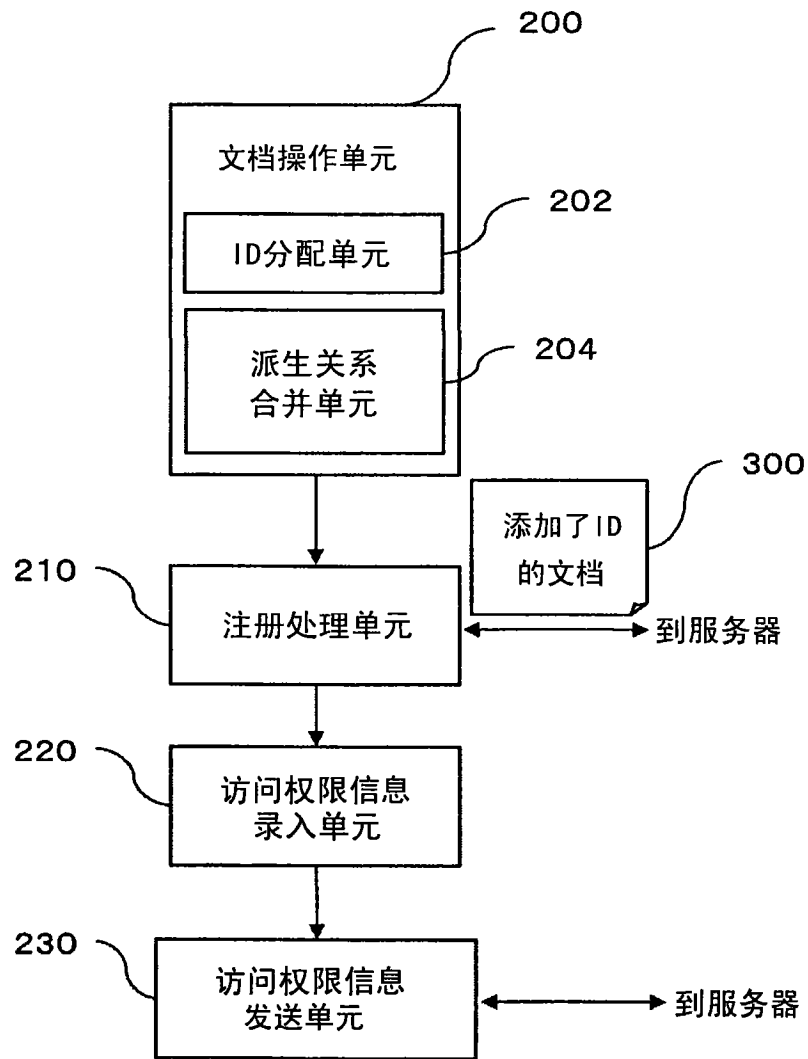 200
文档操作单元
202
ID分配单元
204
派生关系
合并单元
300
添加了ID
的文档
210
注册处理单元
到服务器
220
访问权限信息
录入单元
230
访问权限信息
发送单元
到服务器